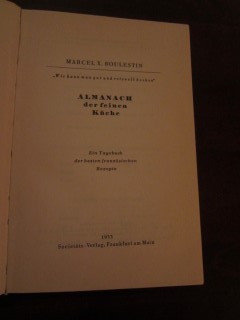 MARCEL X. BOULESTIN
„Wie kann man gut und reizvoll kochen"
ALMANACH
der feinen
Küche
Ein Tagebuch
der besten französischen
Rezepte
Societäts-Verlag, Frankfurt am Main